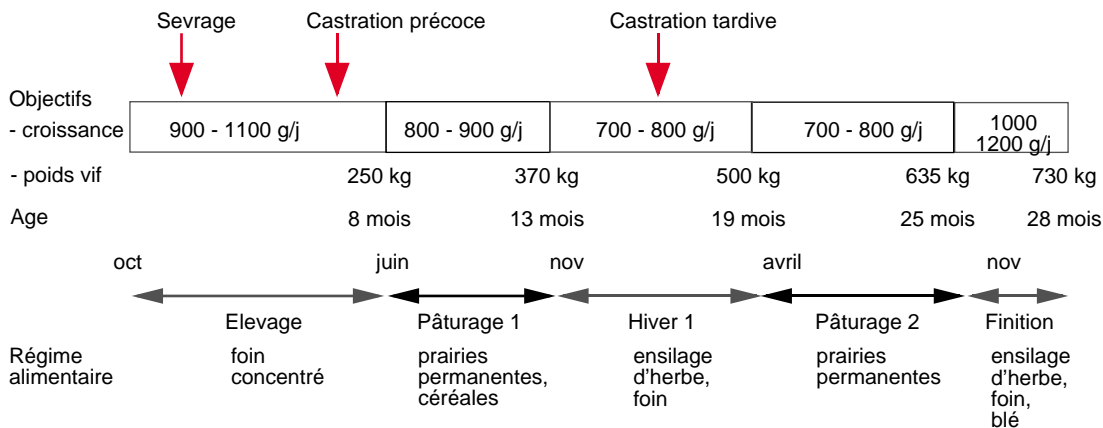 Sevrage Castration précoce Castration tardive
Objectifs
- croissance 900 - 1100 g/j 800 - 900 g/j 700 - 800 g/j 700 - 800 g/j 1000
1200 g/j
- poids vif 250 kg 370 kg 500 kg 635 kg 730 kg
Age 8 mois 13 mois 19 mois 25 mois 28 mois
oct juin nov avril nov
Elevage Pâturage 1 Hiver 1 Pâturage 2 Finition
Régime foin prairies ensilage prairies ensilage
alimentaire concentré permanentes, d'herbe, permanentes d'herbe,
céréales foin foin,
blé